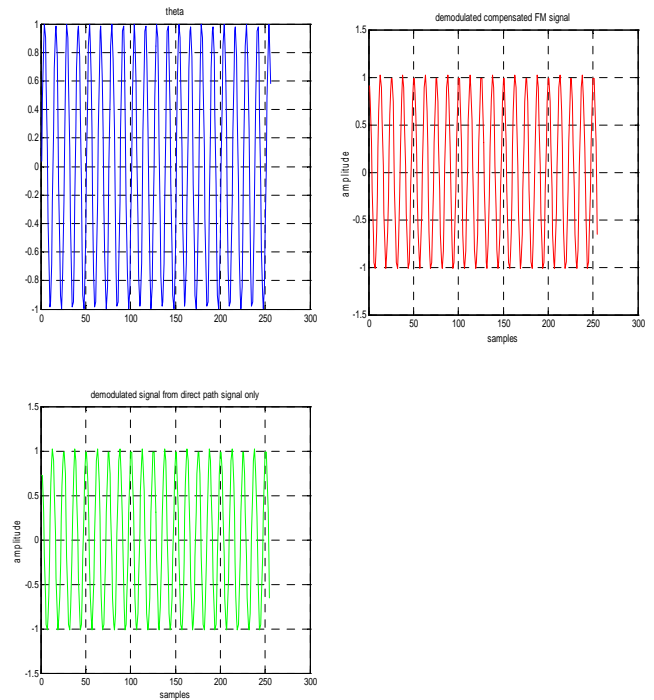 theta
1
0.8
0.6
0.4
0.2
0
-0.2
-0.4
-0.6
-0.8
-1
0 50 100 150 200 250 300
demodulated compensated FM signal
1.5
1
0.5
0
-0.5
-1
-1.5
amplitude
0 50 100 150 200 250 300
samples
demodulated signal from direct path signal only
1.5
1
0.5
0
-0.5
-1
-1.5
amplitude
0 50 100 150 200 250 300
samples